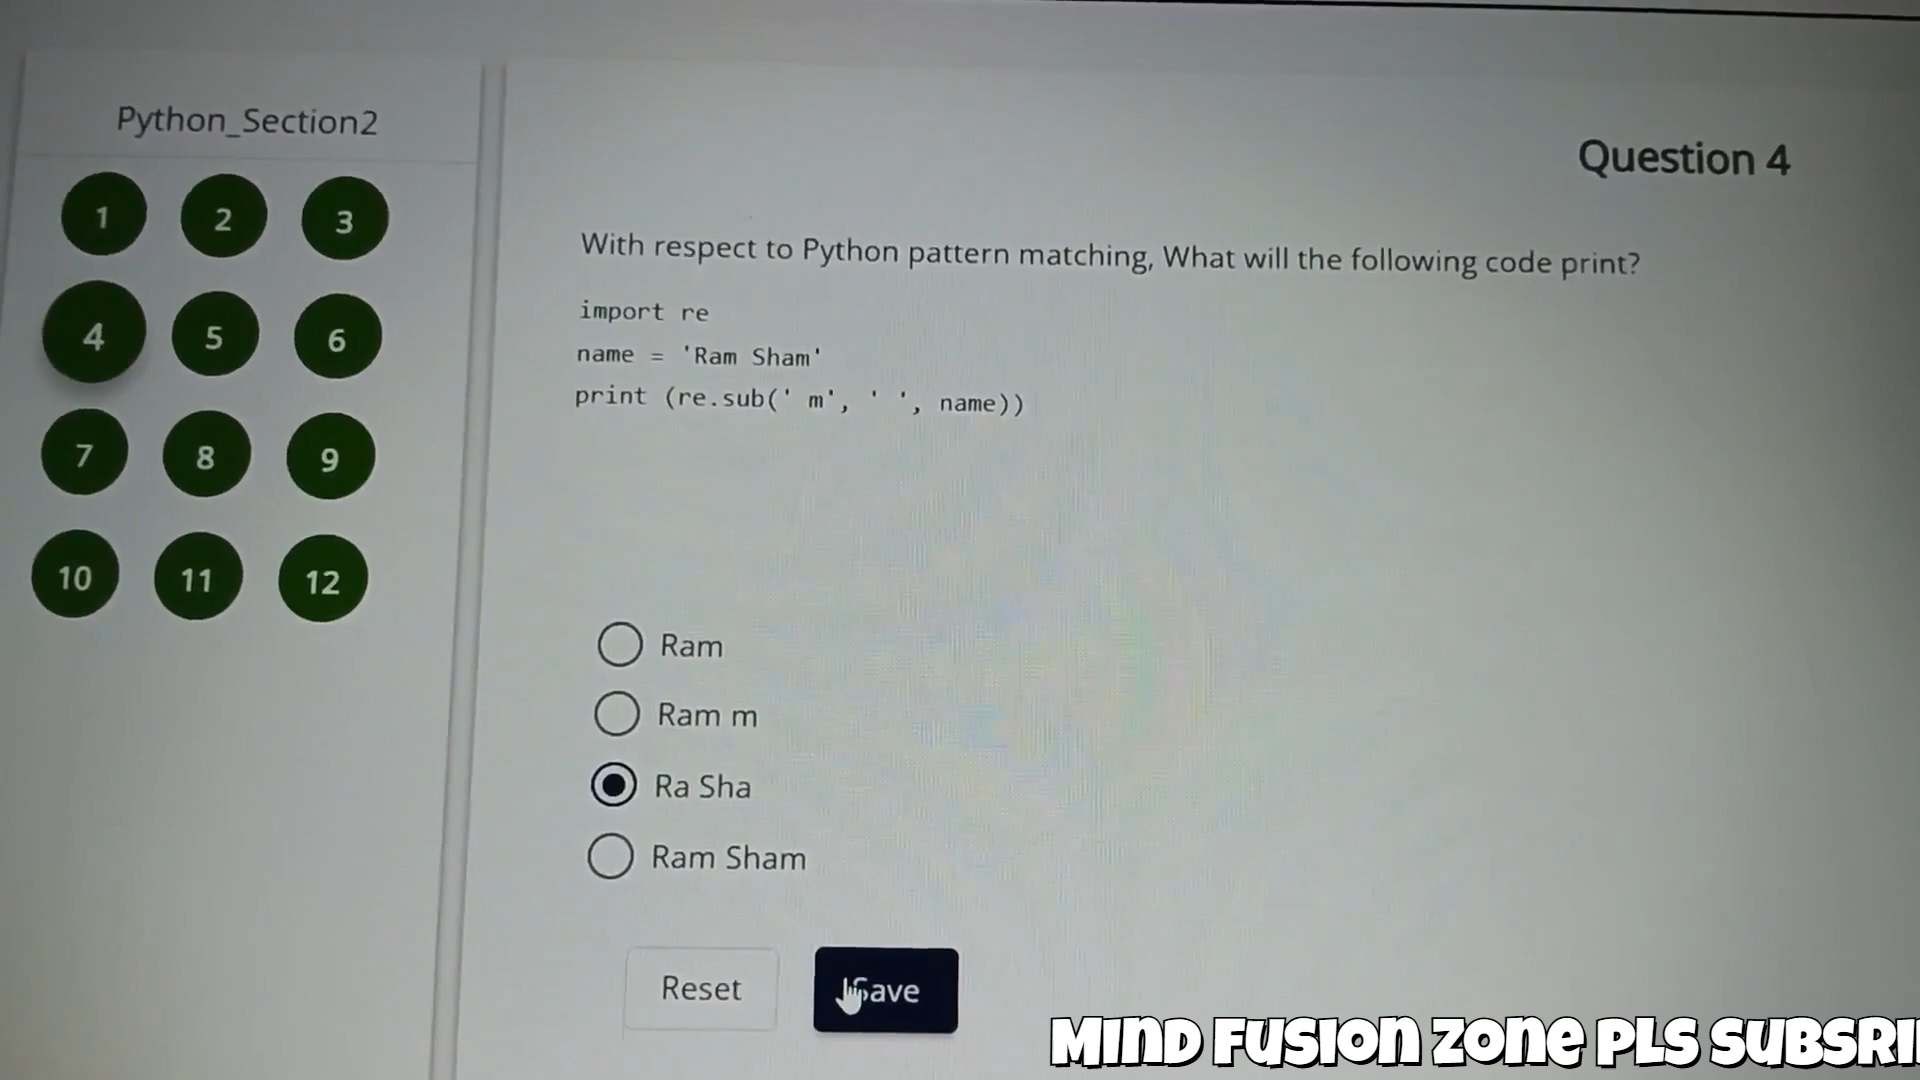 Python_Section2
1 2 3
4 5 6
7 8 9
10 11 12
Question 4
With respect to Python pattern matching, What will the following code print?
import re
name = 'Ram Sham'
print (re.sub(' m', ' ', name))
Ram
Ram m
Ra Sha
Ram Sham
Reset
Save
MIND FUSION ZONE PLS SUBSRI